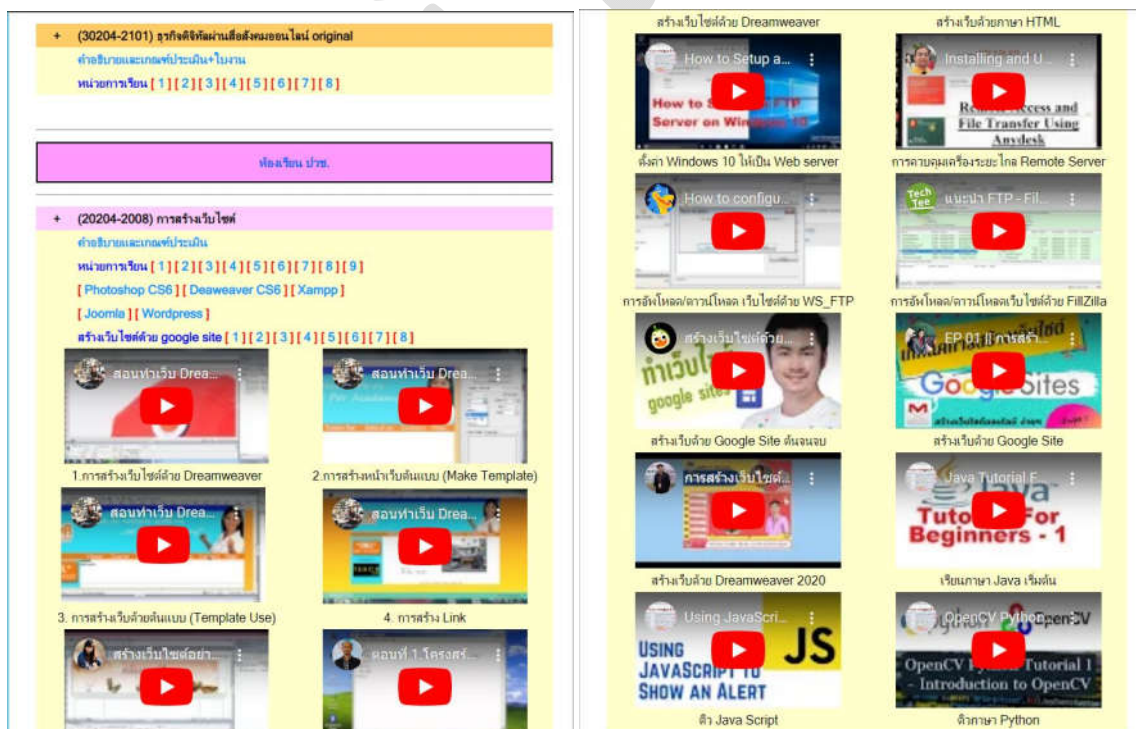 + (30204-2101) ธุรกิจดิจิทัลผ่านสื่อสังคมออนไลน์ original
คำอธิบายและเกณฑ์ประเมิน+ใบงาน
หน่วยการเรียน [ 1 ] [ 2 ] [ 3 ] [ 4 ] [ 5 ] [ 6 ] [ 7 ] [ 8 ]
ห้องเรียน ปวช.
+ (20204-2008) การสร้างเว็บไซต์
คำอธิบายและเกณฑ์ประเมิน
หน่วยการเรียน [ 1 ] [ 2 ] [ 3 ] [ 4 ] [ 5 ] [ 6 ] [ 7 ] [ 8 ] [ 9 ]
[ Photoshop CS6 ] [ Deaweaver CS6 ] [ Xampp ]
[ Joomla ] [ Wordpress ]
สร้างเว็บไซต์ด้วย google site [ 1 ] [ 2 ] [ 3 ] [ 4 ] [ 5 ] [ 6 ] [ 7 ] [ 8 ]
สอนทำเว็บ Drea...
สอนทำเว็บ Drea...
1.การสร้างเว็บไซต์ด้วย Dreamweaver
2.การสร้างหน้าเว็บต้นแบบ (Make Template)
สอนทำเว็บ Drea...
สอนทำเว็บ Drea...
3. การสร้างเว็บด้วยต้นแบบ (Template Use)
4. การสร้าง Link
สร้างเว็บไซต์อย่า...
ตอนที่ 1.โครงสร้...
สร้างเว็บไซต์ด้วย Dreamweaver
สร้างเว็บด้วยภาษา HTML
How to Setup a...
Installing and U...
How to S FTP
Server on Win 10
Access and
File Transfer Using
Anydesk
ตั้งค่า Windows 10 ให้เป็น Web server
การควบคุมเครื่องระยะไกล Remote Server
How to configu...
Tech
Tee
แนะนำ FTP - Fil...
การอัพโหลด/ดาวน์โหลด เว็บไซต์ด้วย WS_FTP
การอัพโหลด/ดาวน์โหลดเว็บไซต์ด้วย FillZilla
สร้างเว็บไซต์ด้วย...
ทำเว็บไซ
google sites
EP.01 || การสร้า...
Google Sites
สร้างเว็บด้วย Google Site ต้นจนจบ
สร้างเว็บด้วย Google Site
การสร้างเว็บไซต์...
Java Tutorial F...
Java
Tutor For
Beginners - 1
สร้างเว็บด้วย Dreamweaver 2020
เรียนภาษา Java เริ่มต้น
Using JavaScri...
USING
JAVASCRIPT TO
SHOW AN ALERT
JS
OpenCV Python...
OpenCV
OpenCV P Tutorial 1
- Introduction to OpenCV
ติว Java Script
ติวภาษา Python